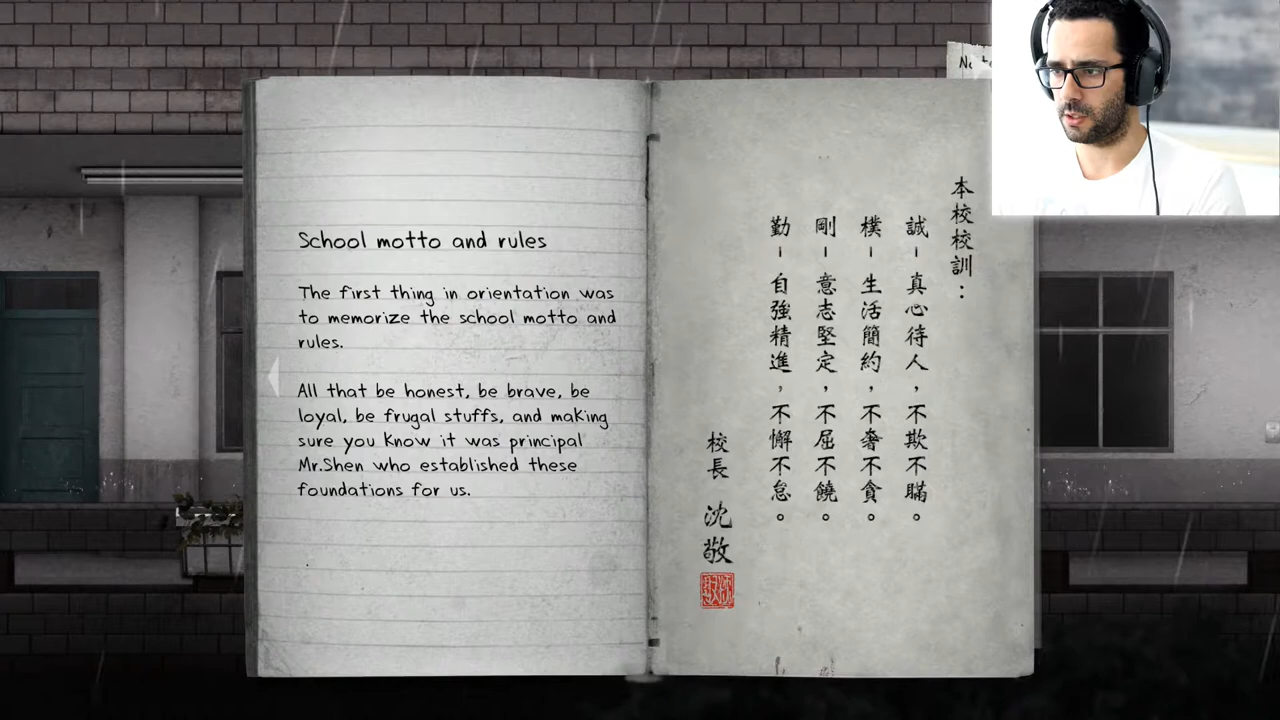 School motto and rules
The first thing in orientation was
to memorize the school motto and
rules.
All that be honest, be brave, be
loyal, be frugal stuffs, and making
sure you know it was principal
Mr.Shen who established these
foundations for us.
本校校訓：
誠－真心待人，不欺不瞞。
樸－生活簡約，不奢不貪。
剛－意志堅定，不屈不饒。
勤－自強精進，不懈不怠。
校長 沈敬